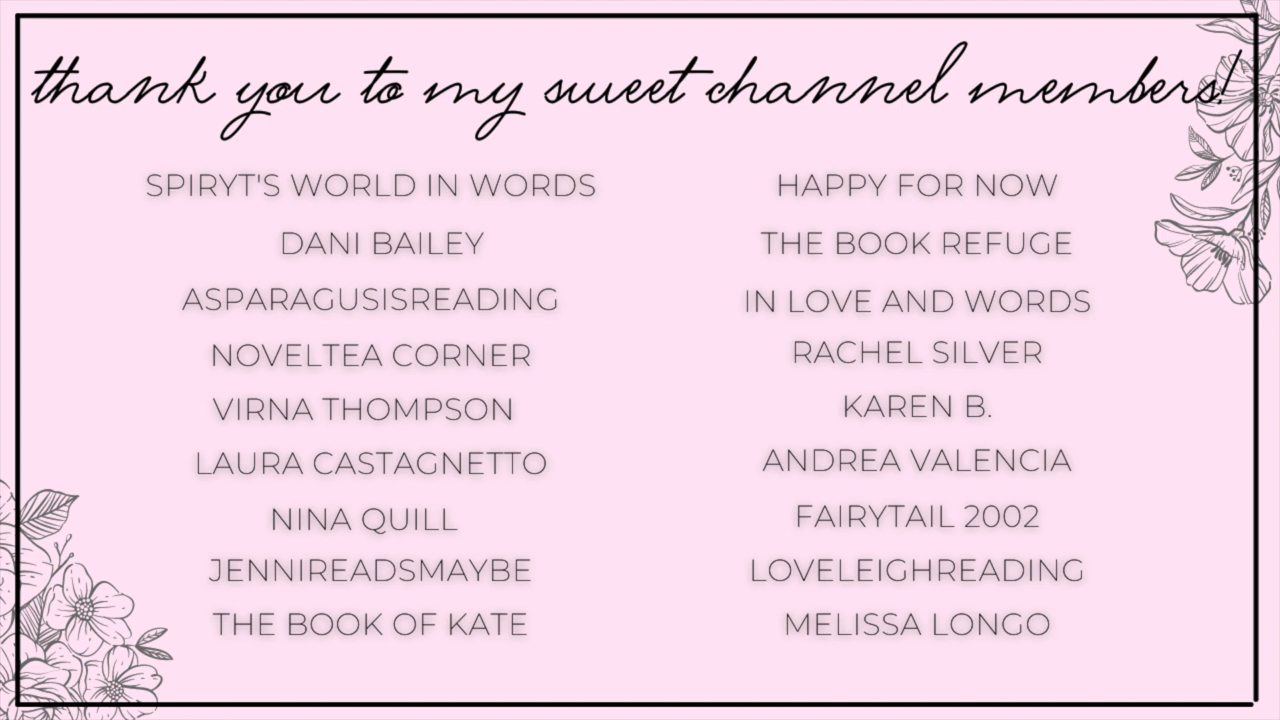 thank you to my sweet channel members!
SPIRYT'S WORLD IN WORDS
DANI BAILEY
ASPARAGUSISREADING
NOVELTEA CORNER
VIRNA THOMPSON
LAURA CASTAGNETTO
NINA QUILL
JENNIREADSMAYBE
THE BOOK OF KATE
HAPPY FOR NOW
THE BOOK REFUGE
IN LOVE AND WORDS
RACHEL SILVER
KAREN B.
ANDREA VALENCIA
FAIRYTAIL 2002
LOVELEIGHREADING
MELISSA LONGO